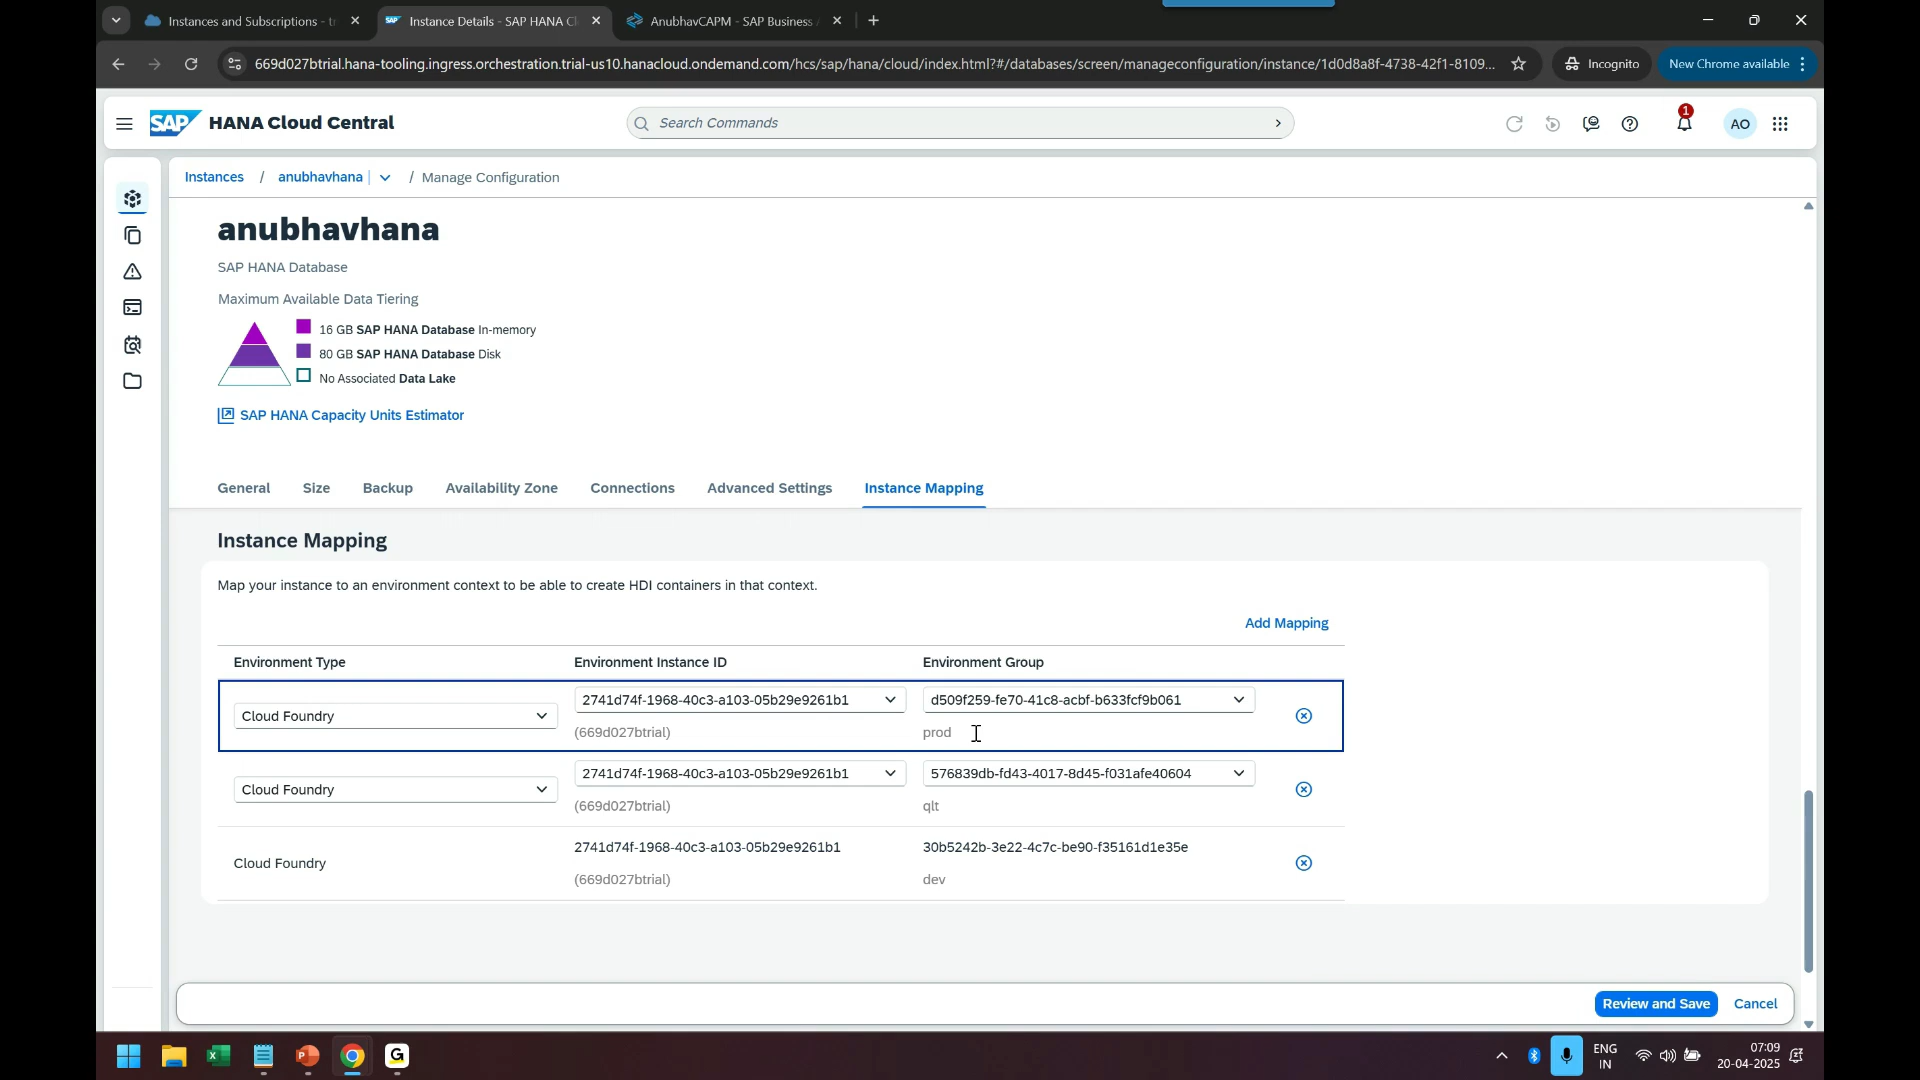 Instances and Subscriptions - tr
Instance Details - SAP HANA Cl
AnubhavCAPM - SAP Business A
669d027btrial.hana-tooling.ingress.orchestration.trial-us10.hanacloud.ondemand.com/hcs/sap/hana/cloud/index.html?#/databases/screen/manageconfiguration/instance/1d0d8a8f-4738-42f1-8109...
Incognito
New Chrome available
SAP HANA Cloud Central
Search Commands
1
AO
Instances / anubhavhana / Manage Configuration
anubhavhana
SAP HANA Database
Maximum Available Data Tiering
16 GB SAP HANA Database In-memory
80 GB SAP HANA Database Disk
No Associated Data Lake
SAP HANA Capacity Units Estimator
General Size Backup Availability Zone Connections Advanced Settings Instance Mapping
Instance Mapping
Map your instance to an environment context to be able to create HDI containers in that context.
Add Mapping
Environment Type Environment Instance ID Environment Group
Cloud Foundry 2741d74f-1968-40c3-a103-05b29e9261b1 d509f259-fe70-41c8-acbf-b633fcf9b061
(669d027btrial) prod
Cloud Foundry 2741d74f-1968-40c3-a103-05b29e9261b1 576839db-fd43-4017-8d45-f031afe40604
(669d027btrial) qlt
Cloud Foundry 2741d74f-1968-40c3-a103-05b29e9261b1 30b5242b-3e22-4c7c-be90-f35161d1e35e
(669d027btrial) dev
Review and Save Cancel
ENG
IN
07:09
20-04-2025